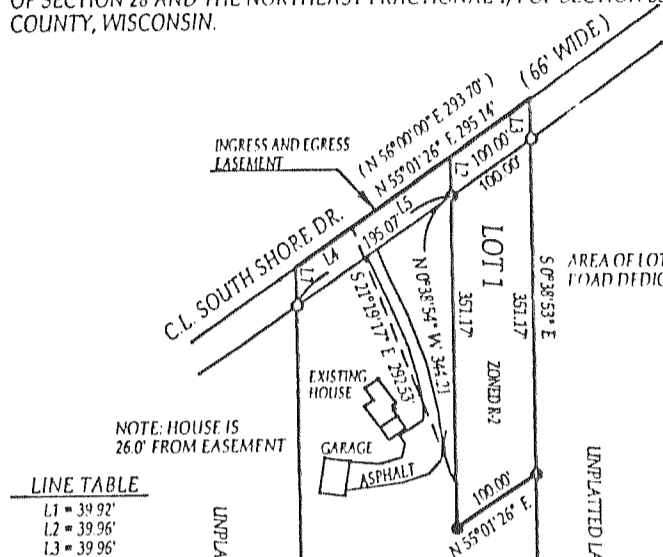 OF SECTION 28 AND THE NORTHEAST FRACTIONAL 1/4 OF SECTION
COUNTY, WISCONSIN.
( 66' WIDE )
( N 56°00'00" E 293.70' )
N 55°01'26" E 295.14'
INGRESS AND EGRESS
EASEMENT
L3
100.00'
L2
100.00'
C.L. SOUTH SHORE DR.
195.07'
L5
L4
L1
LOT 1
AREA OF LOT
ROAD DEDIC
S 0°38'53" E
351.17'
351.17'
N 0°38'54" W 344.21
S 21°19'17" E 292.53'
ZONED R-2
EXISTING
HOUSE
NOTE: HOUSE IS
26.0' FROM EASEMENT
GARAGE
ASPHALT
LINE TABLE
L1 = 39.92'
L2 = 39.96'
L3 = 39.96'
UNPLA
UNPLATTED LA
100.00'
N 55°01'26" E